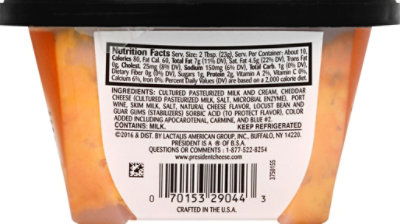 Nutrition Facts Serv. Size: 2 Tbsp. (23g), Serv. Per Container: About 10,
Calories 80, Fat Cal. 60, Total Fat 7g (11% DV), Sat. Fat 4.5g (22% DV), Trans Fat
0g, Cholest. 25mg (8% DV), Sodium 150mg (6% DV), Total Carb. 1g (0% DV),
Dietary Fiber 0g (0% DV), Sugars 1g, Protein 2g, Vitamin A 2%, Vitamin C 0%,
Calcium 6%, Iron 0%. Percent Daily Values (DV) are based on a 2,000 calorie diet.
INGREDIENTS: CULTURED PASTEURIZED MILK AND CREAM, CHEDDAR
CHEESE (CULTURED PASTEURIZED MILK, SALT, MICROBIAL ENZYME), PORT
WINE, SKIM MILK, SALT, NATURAL CHEESE FLAVOR, LOCUST BEAN AND
GUAR GUMS (STABILIZERS) SORBIC ACID (TO PROTECT FLAVOR), COLOR
ADDED INCLUDING APOCAROTENAL, CARMINE, AND BLUE #2.
CONTAINS: MILK. KEEP REFRIGERATED
©2016 & DIST. BY LACTALIS AMERICAN GROUP, INC., BUFFALO, NY 14220.
PRESIDENT IS A ® OF B.S.A.
QUESTIONS OR COMMENTS : 1-877-522-8254
www.presidentcheese.com
3758155
0 70153 29044 3
CRAFTED IN THE U.S.A.